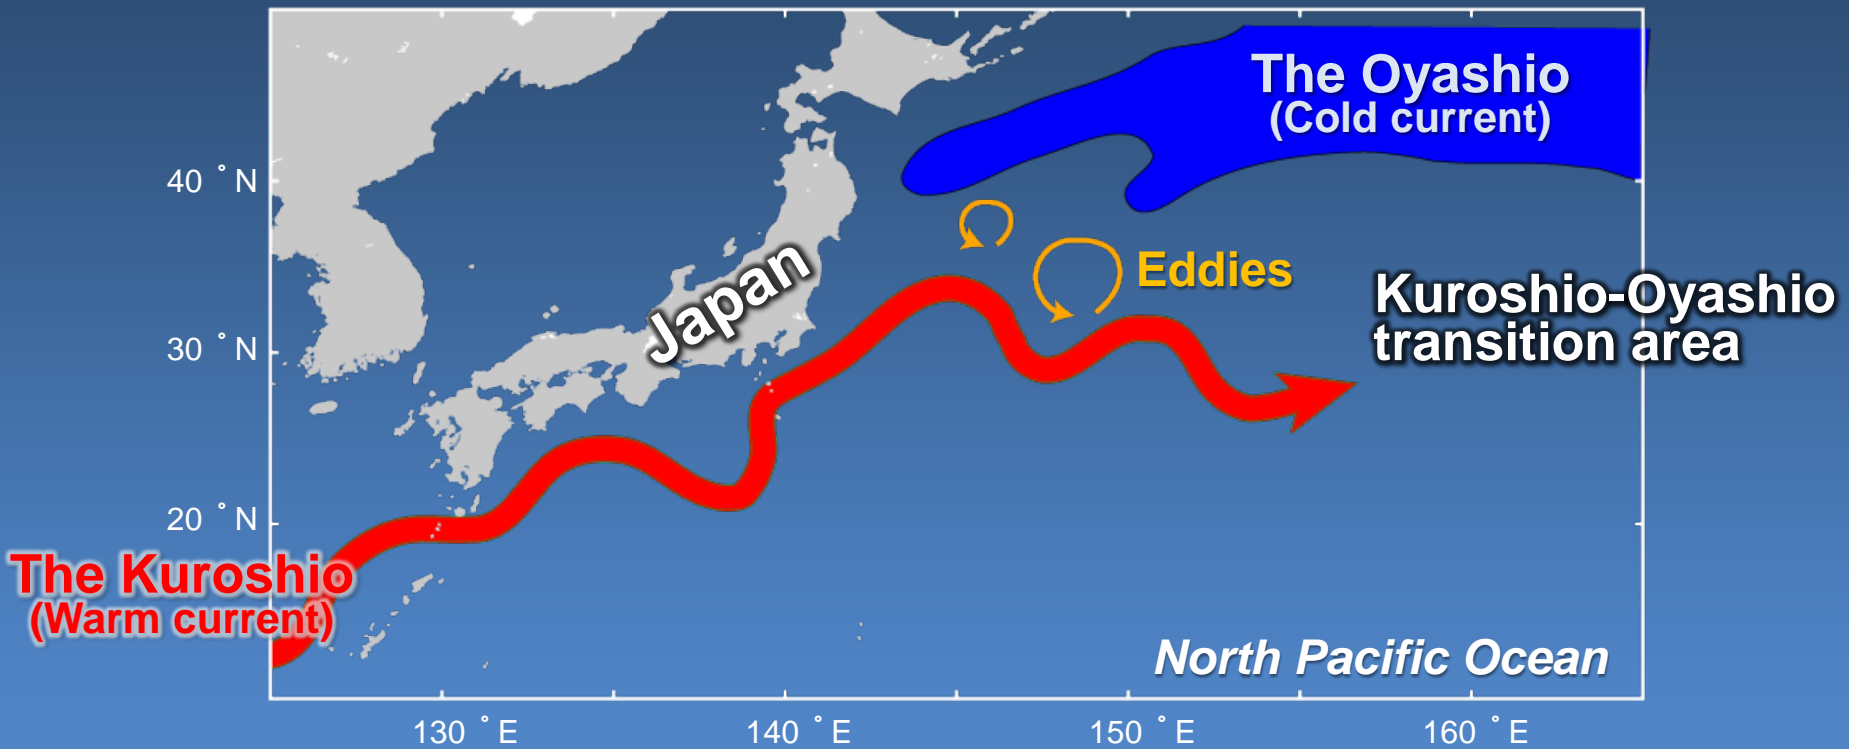 The Oyashio
(Cold current)
40 °N
Japan
Eddies
Kuroshio-Oyashio
transition area
30 °N
20 °N
The Kuroshio
(Warm current)
North Pacific Ocean
130 °E
140 °E
150 °E
160 °E